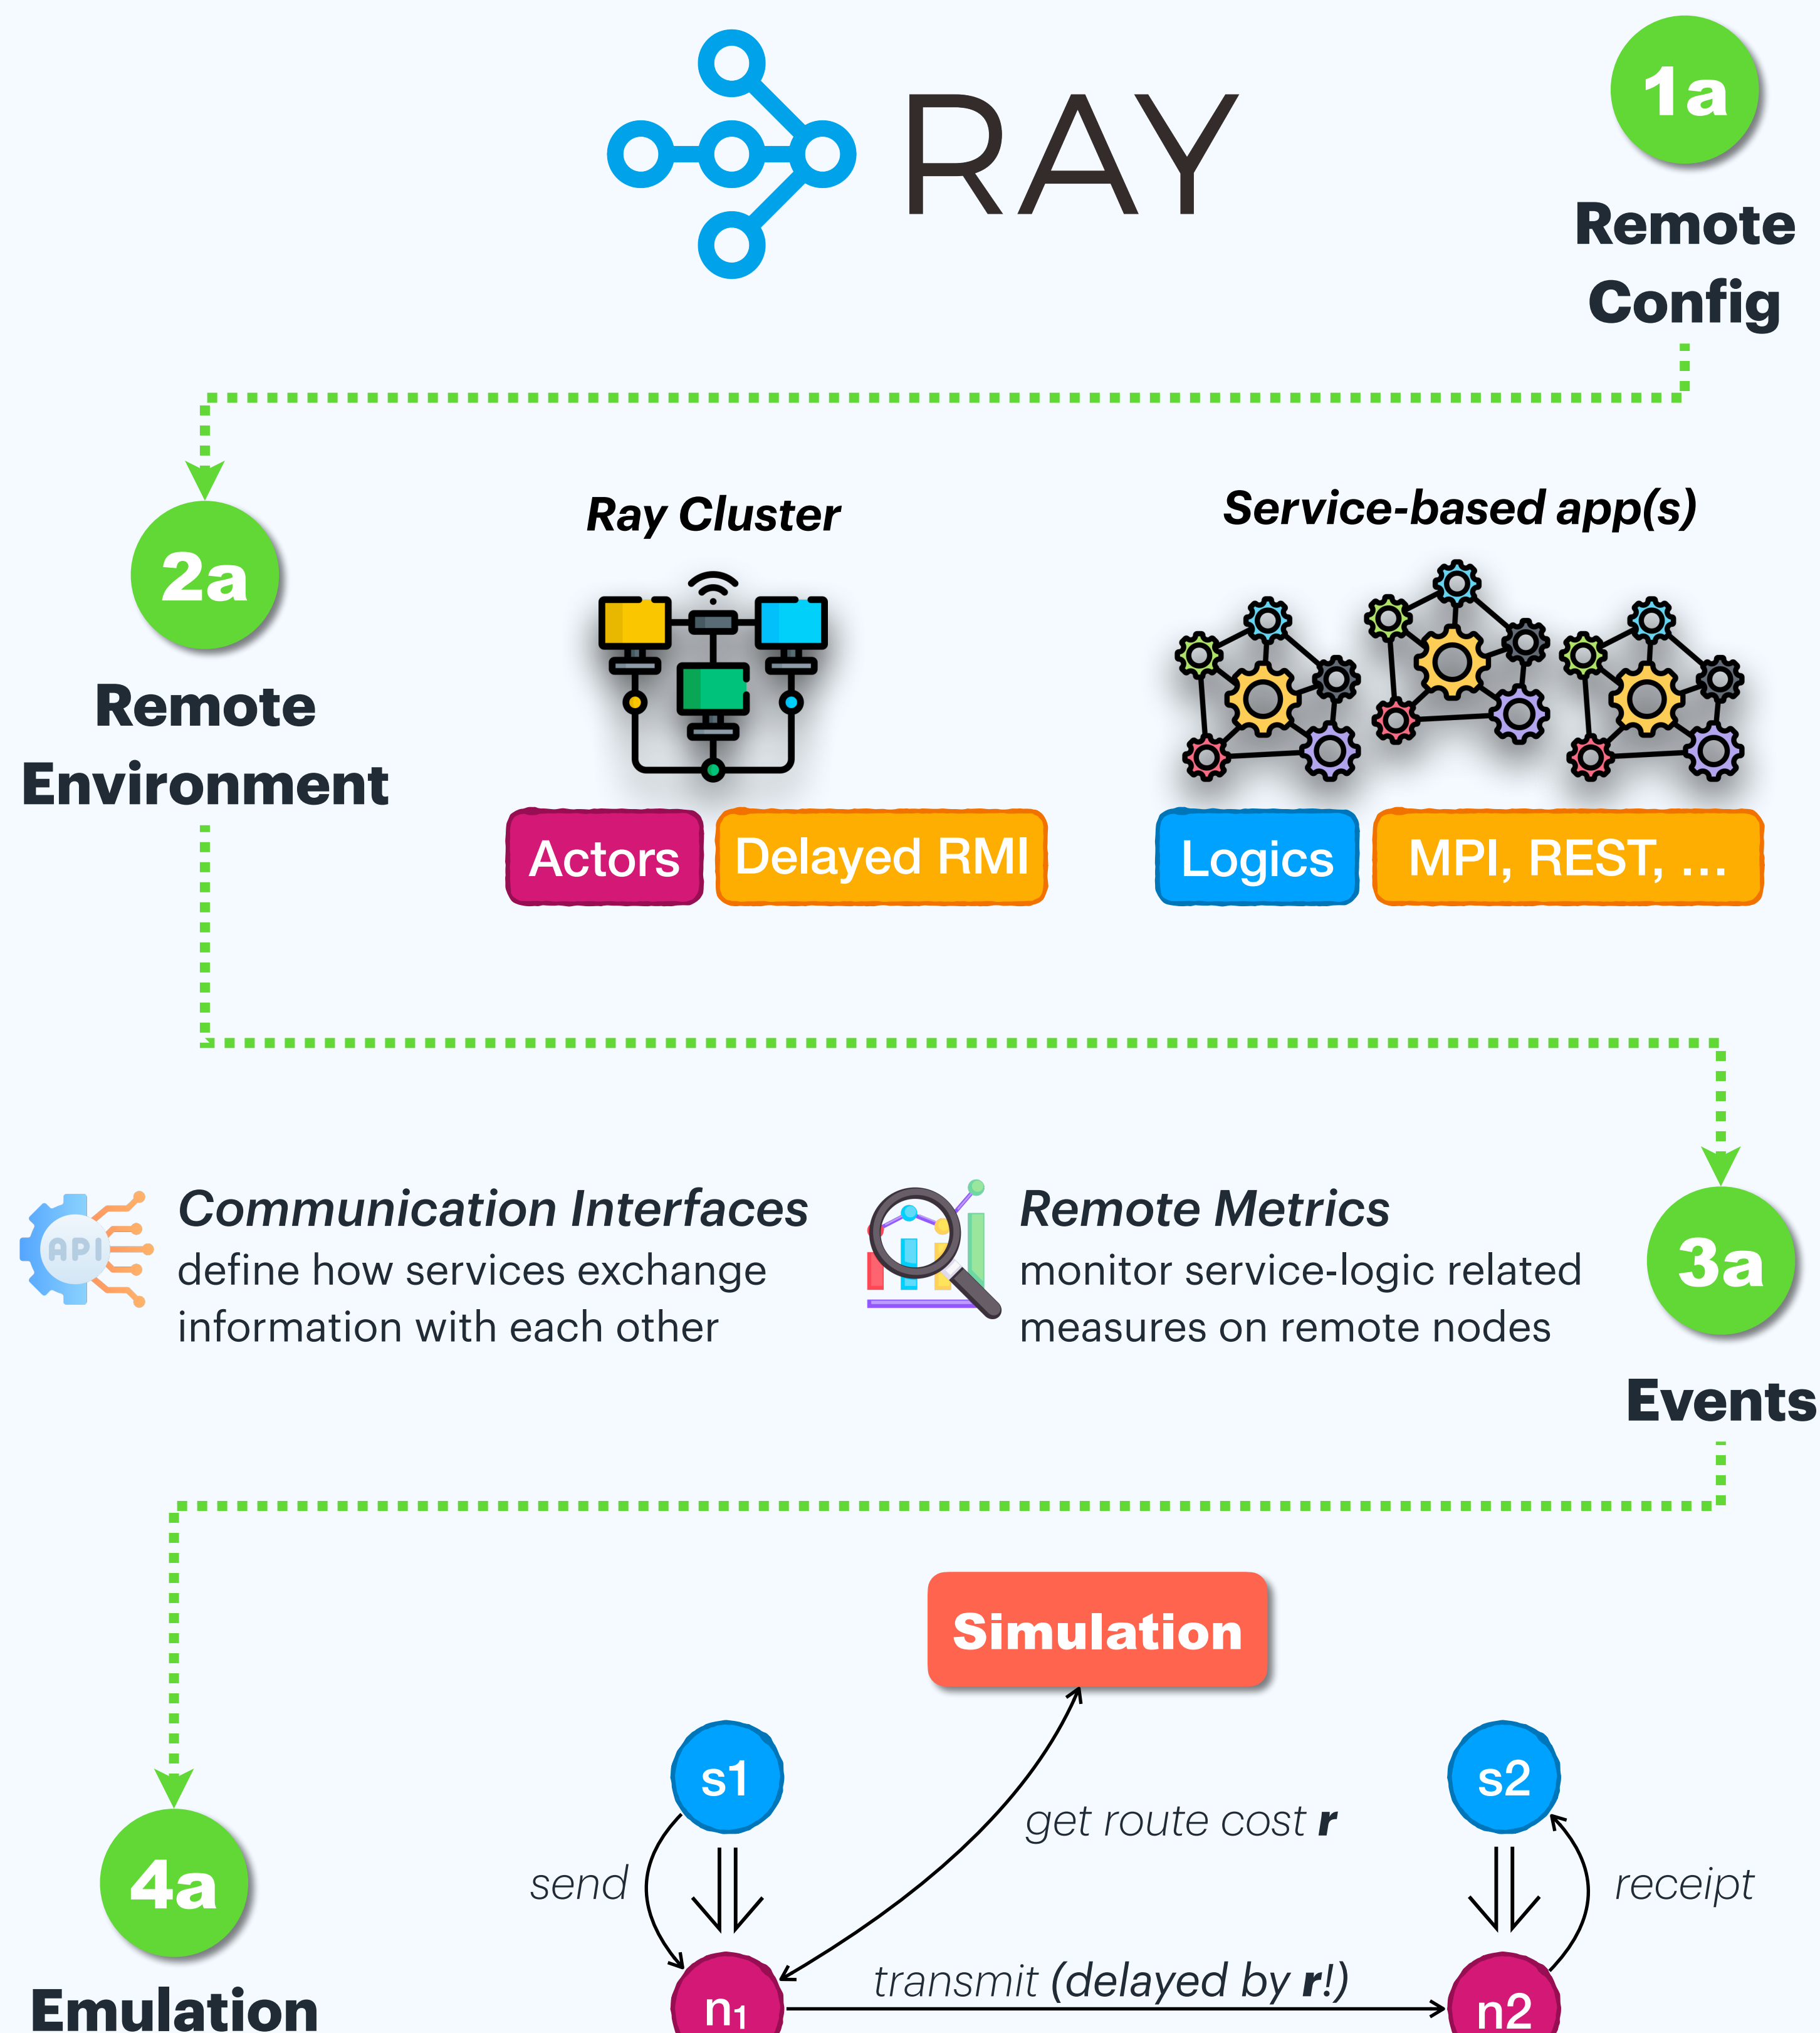 RAY
1a
Remote
Config
2a
Remote
Environment
Ray Cluster
Service-based app(s)
Actors
Delayed RMI
Logics
MPI, REST, ...
API
Communication Interfaces
define how services exchange
information with each other
Remote Metrics
monitor service-logic related
measures on remote nodes
3a
Events
Simulation
s1
s2
get route cost r
send
receipt
4a
Emulation
transmit (delayed by r!)
n₁
n2